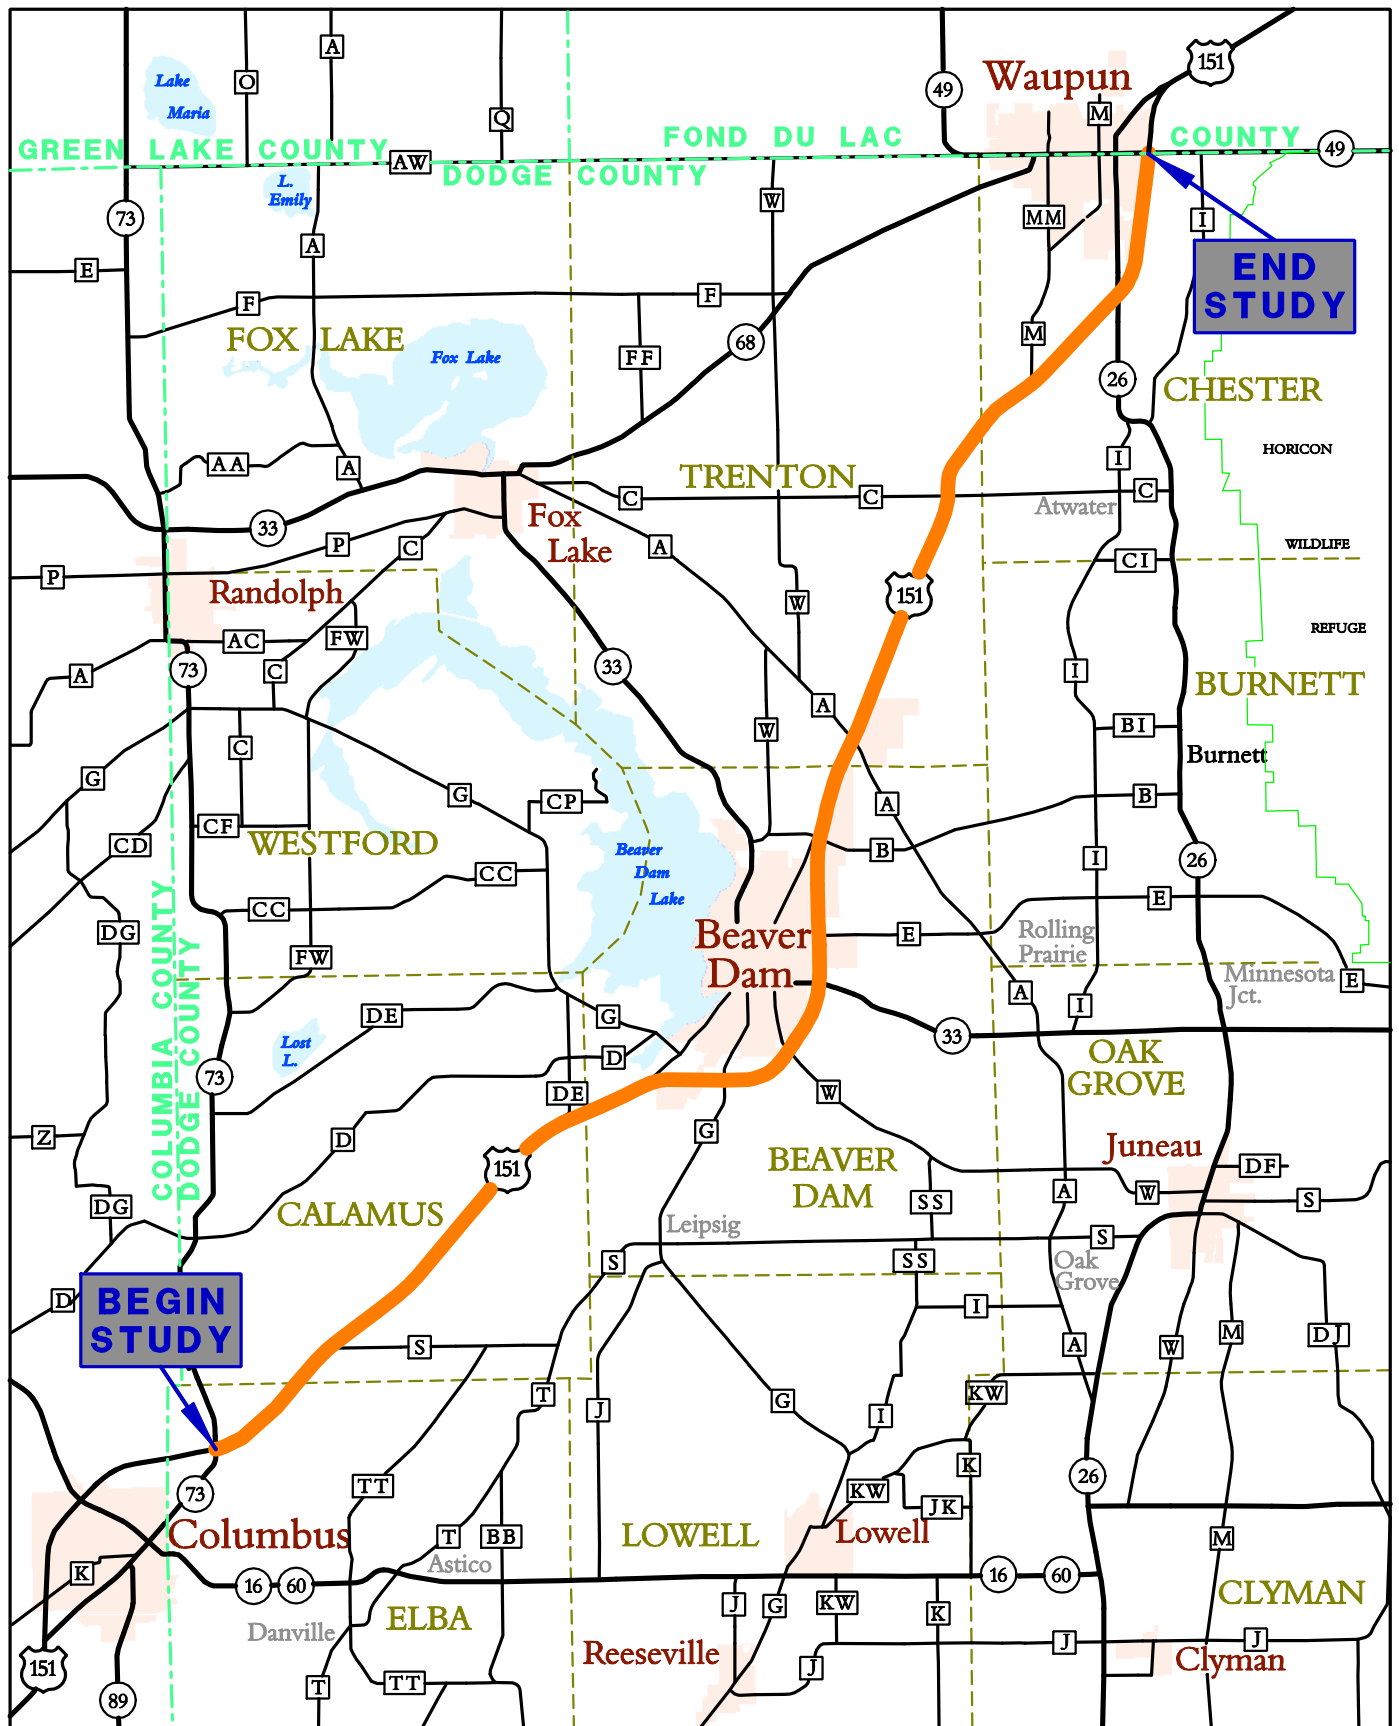 151
A
O
49
Waupun
Lake
Maria
M
Q
FOND DU LAC
COUNTY
GREEN LAKE COUNTY
49
AW
DODGE COUNTY
L.
Emily
W
73
MM
I
A
E
END
STUDY
F
F
FOX LAKE
M
68
Fox Lake
FF
26
CHESTER
HORICON
AA
A
I
TRENTON
C
C
C
Atwater
33
Fox
Lake
P
C
A
WILDLIFE
CI
P
Randolph
151
W
REFUGE
AC
FW
33
73
C
A
I
BURNETT
A
W
BI
C
Burnett
G
G
CP
A
B
CF
WESTFORD
CD
B
Beaver
Dam
Lake
I
26
CC
CC
E
DG
Beaver
Dam
E
Rolling
Prairie
FW
Minnesota
Jct.
E
COLUMBIA COUNTY
DODGE COUNTY
A
I
DE
G
33
Lost
L.
D
OAK
GROVE
73
DE
W
Z
D
G
Juneau
151
BEAVER
DAM
DF
A
W
S
DG
SS
CALAMUS
Leipsig
S
S
SS
Oak
Grove
D
BEGIN
STUDY
I
S
A
W
M
DJ
T
KW
J
G
I
K
26
TT
73
KW
JK
Columbus
T
BB
LOWELL
Lowell
M
Astico
K
16
60
16
60
CLYMAN
J
G
KW
K
ELBA
Danville
Reeseville
J
J
151
J
Clyman
T
TT
89